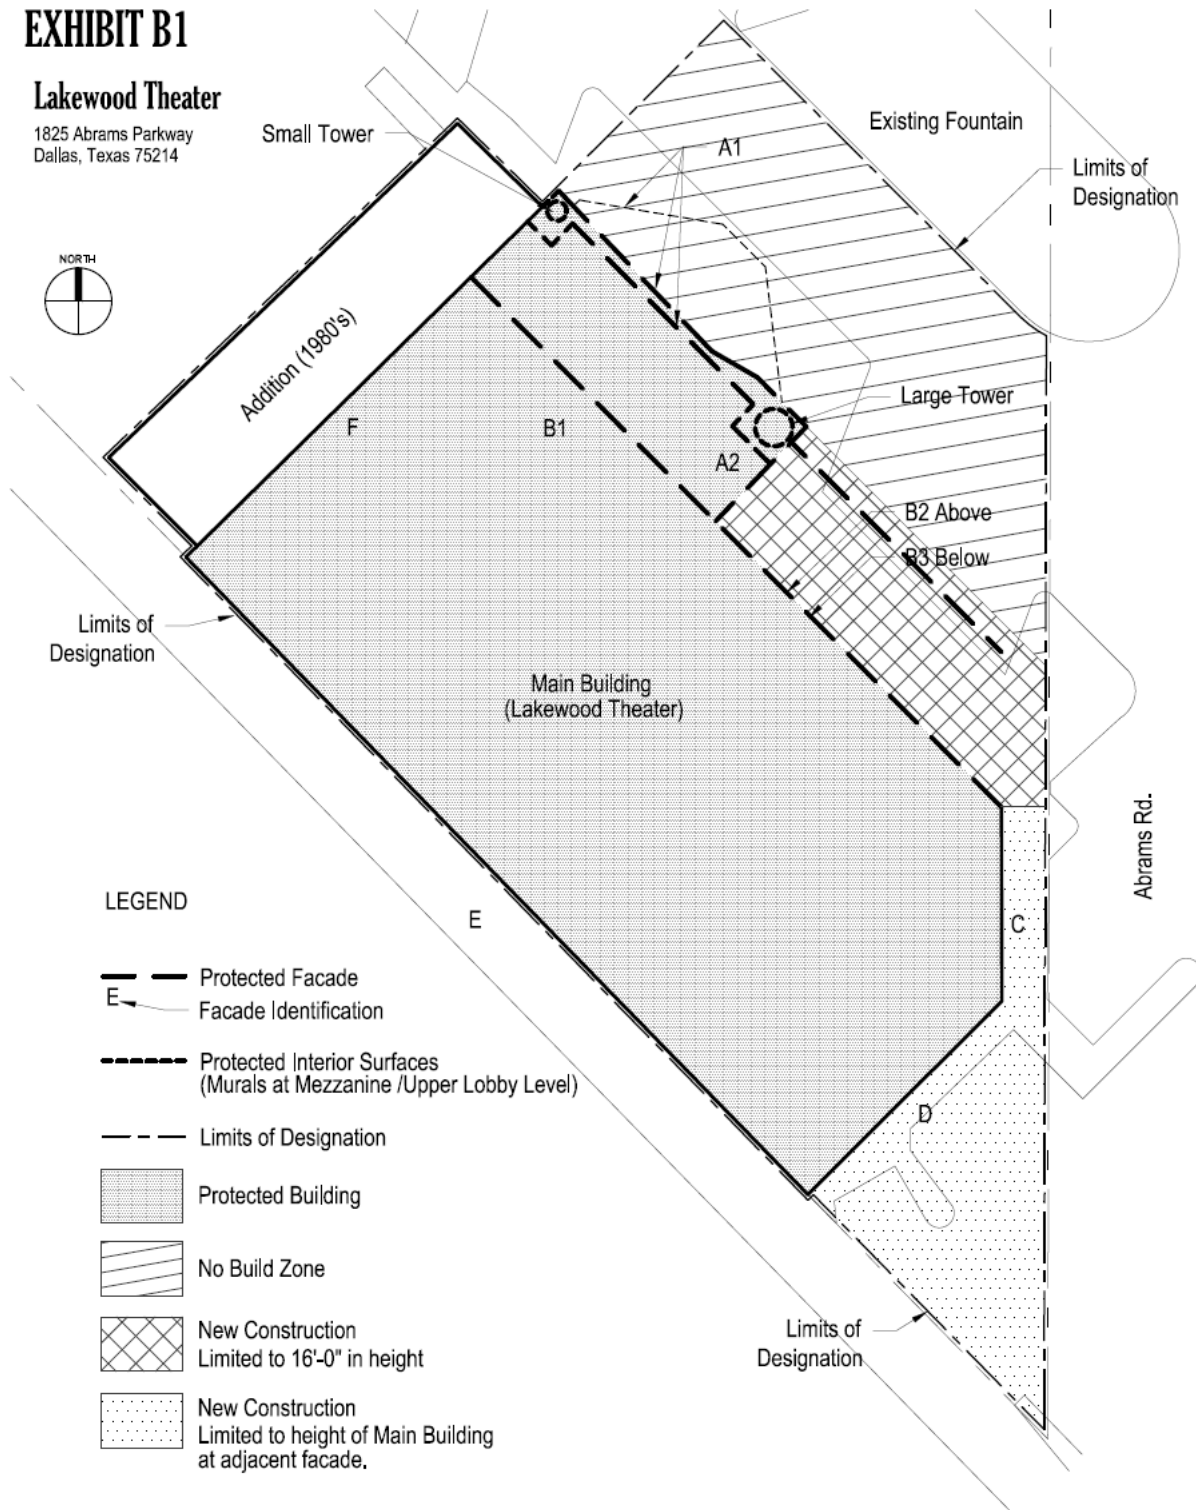 EXHIBIT B1
Lakewood Theater
1825 Abrams Parkway
Dallas, Texas 75214
Small Tower
A1
Existing Fountain
Limits of
Designation
NORTH
Addition (1980's)
F
B1
A2
Large Tower
B2 Above
B3 Below
Limits of
Designation
Main Building
(Lakewood Theater)
Abrams Rd.
C
E
D
Limits of
Designation
LEGEND
Protected Facade
E
Facade Identification
Protected Interior Surfaces
(Murals at Mezzanine /Upper Lobby Level)
Limits of Designation
Protected Building
No Build Zone
New Construction
Limited to 16'-0" in height
New Construction
Limited to height of Main Building
at adjacent facade.